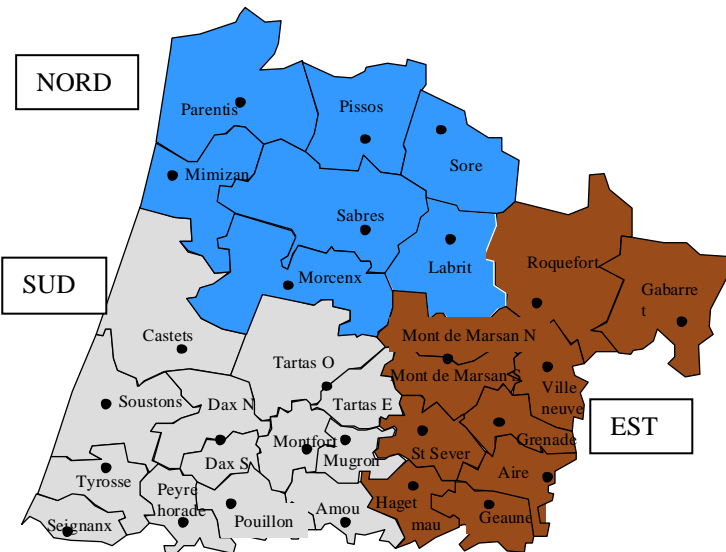 NORD
Parentis
Pissos
Sore
Mimizan
Sabres
Labrit
Morcenx
Roquefort
Gabarre
t
SUD
Castets
Mont de Marsan N
Tartas O
Mont de Marsan S
Ville
neuve
Soustons
Dax N
Tartas E
EST
Montfort
St Sever
Grenade
Dax S
Mugron
Tyrosse
Aire
Peyre
horade
Haget
mau
Amou
Geaune
Pouillon
Seignanx